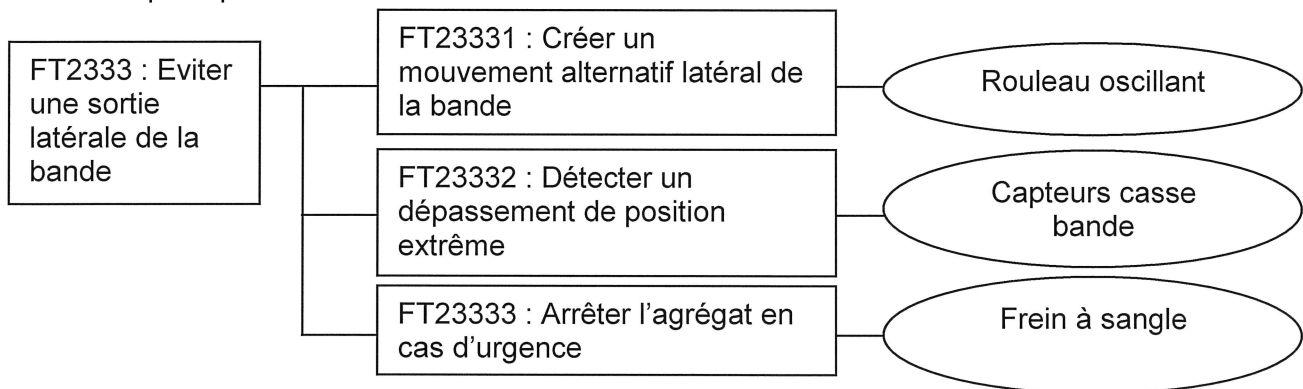 FT2333 : Eviter
une sortie
latérale de la
bande
FT23331 : Créer un
mouvement alternatif latéral de
la bande
Rouleau oscillant
FT23332 : Détecter un
dépassement de position
extrême
Capteurs casse
bande
FT23333 : Arrêter l'agrégat en
cas d'urgence
Frein à sangle